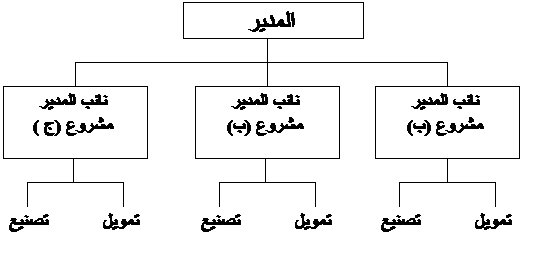 المدير
نائب المدير
مشروع (ب)
نائب المدير
مشروع (ب)
نائب المدير
مشروع (ج )
تمويل
تصنيع
تمويل
تصنيع
تمويل
تصنيع